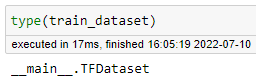 type(train_dataset)
executed in 17ms, finished 16:05:19 2022-07-10
__main__.TFDataset